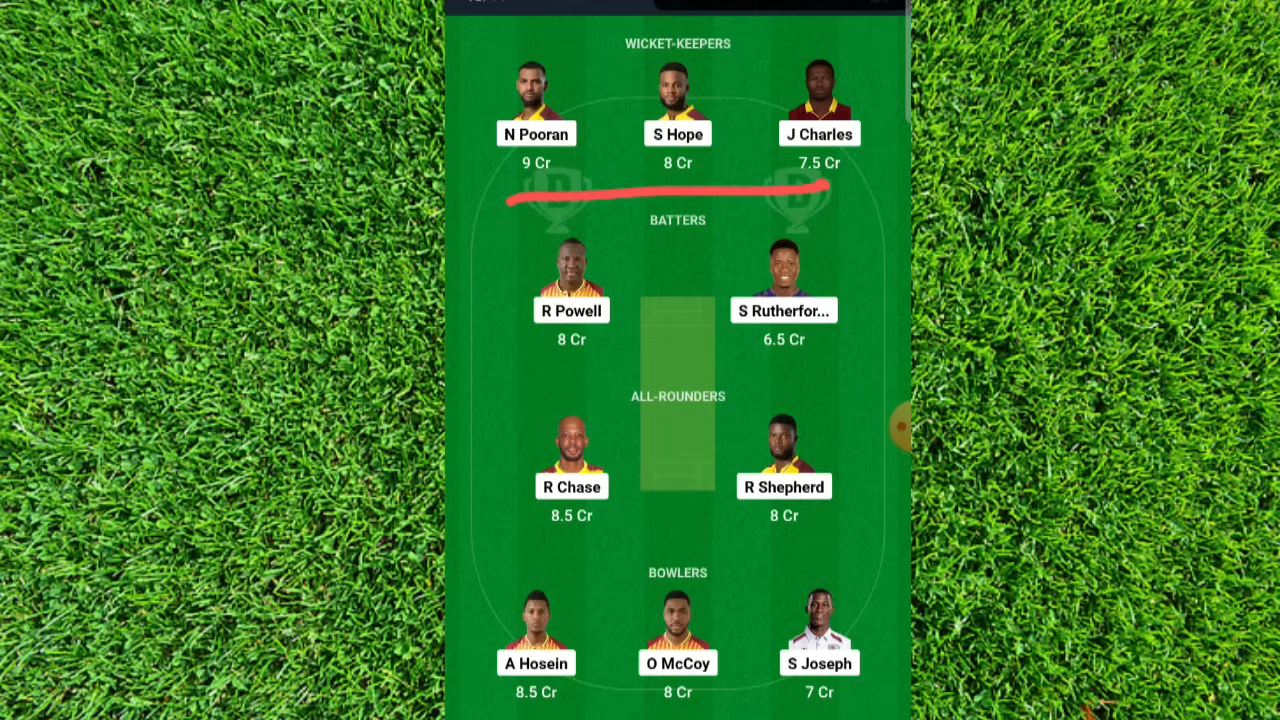 WICKET-KEEPERS
N Pooran S Hope J Charles
9 Cr 8 Cr 7.5 Cr
BATTERS
R Powell S Rutherfor...
8 Cr 6.5 Cr
ALL-ROUNDERS
R Chase R Shepherd
8.5 Cr 8 Cr
BOWLERS
A Hosein O McCoy S Joseph
8.5 Cr 8 Cr 7 Cr